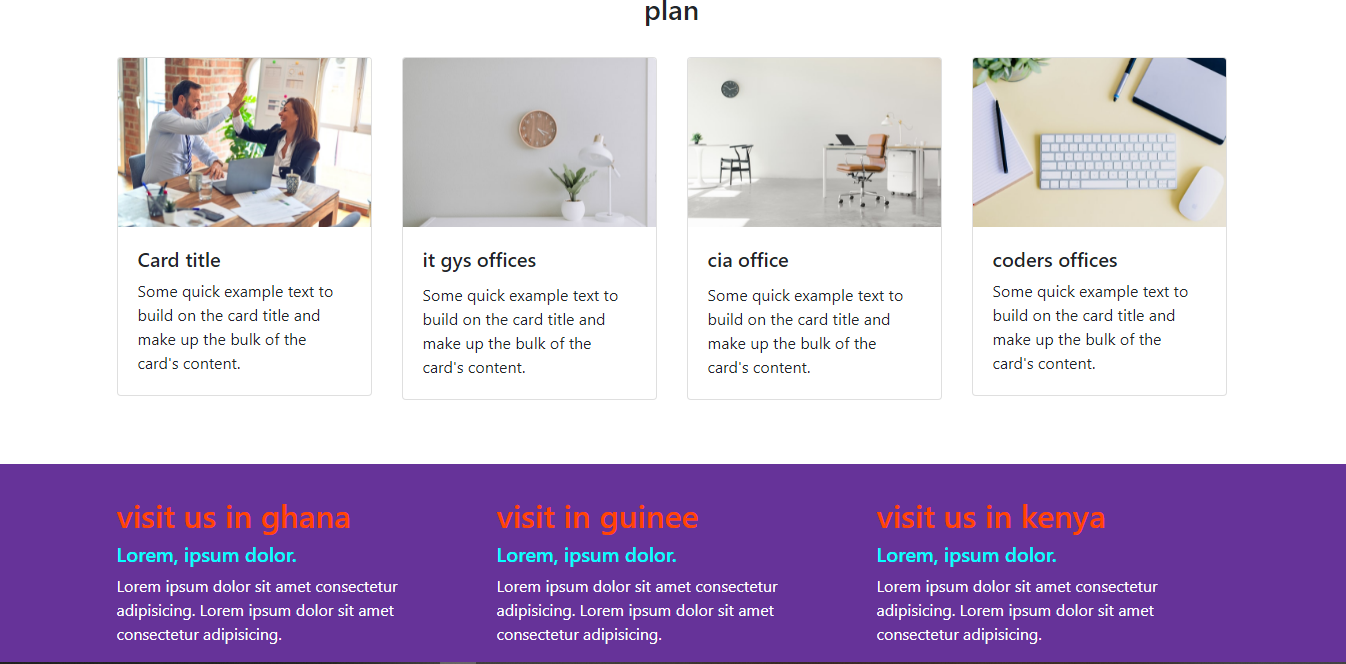 plan
Card title
Some quick example text to
build on the card title and
make up the bulk of the
card's content.
it gys offices
Some quick example text to
build on the card title and
make up the bulk of the
card's content.
cia office
Some quick example text to
build on the card title and
make up the bulk of the
card's content.
coders offices
Some quick example text to
build on the card title and
make up the bulk of the
card's content.
visit us in ghana
Lorem, ipsum dolor.
Lorem ipsum dolor sit amet consectetur
adipisicing. Lorem ipsum dolor sit amet
consectetur adipisicing.
visit in guinee
Lorem, ipsum dolor.
Lorem ipsum dolor sit amet consectetur
adipisicing. Lorem ipsum dolor sit amet
consectetur adipisicing.
visit us in kenya
Lorem, ipsum dolor.
Lorem ipsum dolor sit amet consectetur
adipisicing. Lorem ipsum dolor sit amet
consectetur adipisicing.